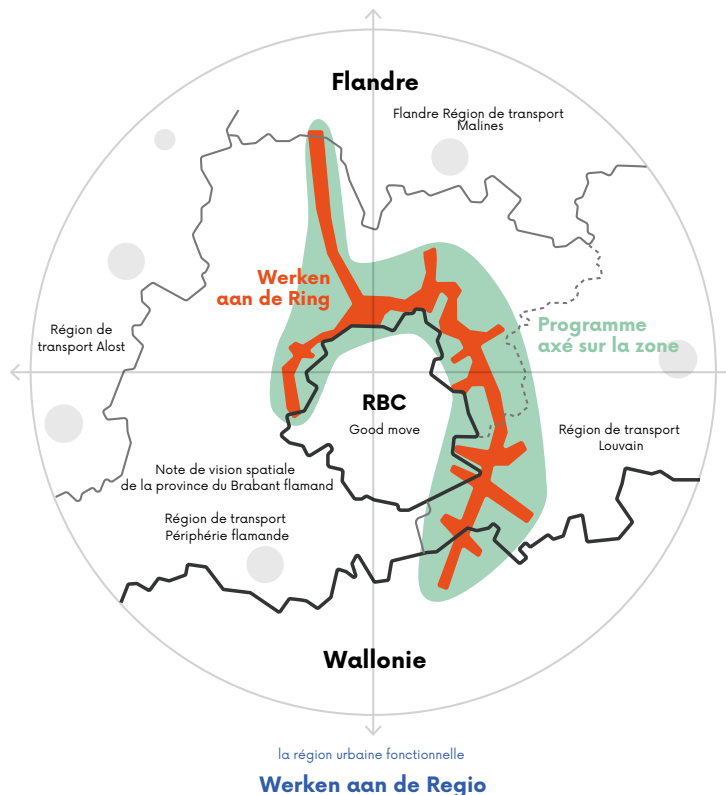 Flandre
Flandre Région de transport
Malines
Werken
aan de Ring
Programme
axé sur la zone
Région de
transport Alost
RBC
Good move
Région de transport
Louvain
Note de vision spatiale
de la province du Brabant flamand
Région de transport
Périphérie flamande
Wallonie
la région urbaine fonctionnelle
Werken aan de Regio